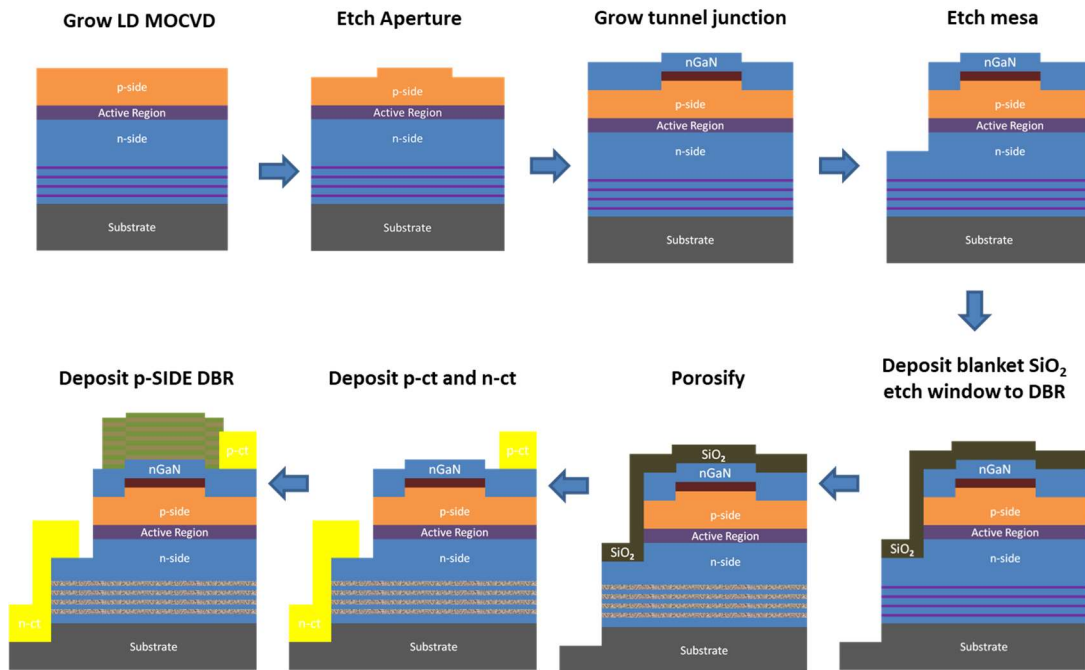 Grow LD MOCVD
p-side
Active Region
n-side
Substrate
Etch Aperture
p-side
Active Region
n-side
Substrate
Grow tunnel junction
nGaN
p-side
Active Region
n-side
Substrate
Etch mesa
nGaN
p-side
Active Region
n-side
Substrate
Deposit p-SIDE DBR
p-ct
nGaN
p-side
Active Region
n-side
n-ct
Substrate
Deposit p-ct and n-ct
p-ct
nGaN
p-side
Active Region
n-side
n-ct
Substrate
Porosify
SiO₂
nGaN
p-side
Active Region
SiO₂
n-side
Substrate
Deposit blanket SiO₂
etch window to DBR
nGaN
p-side
Active Region
SiO₂
n-side
Substrate